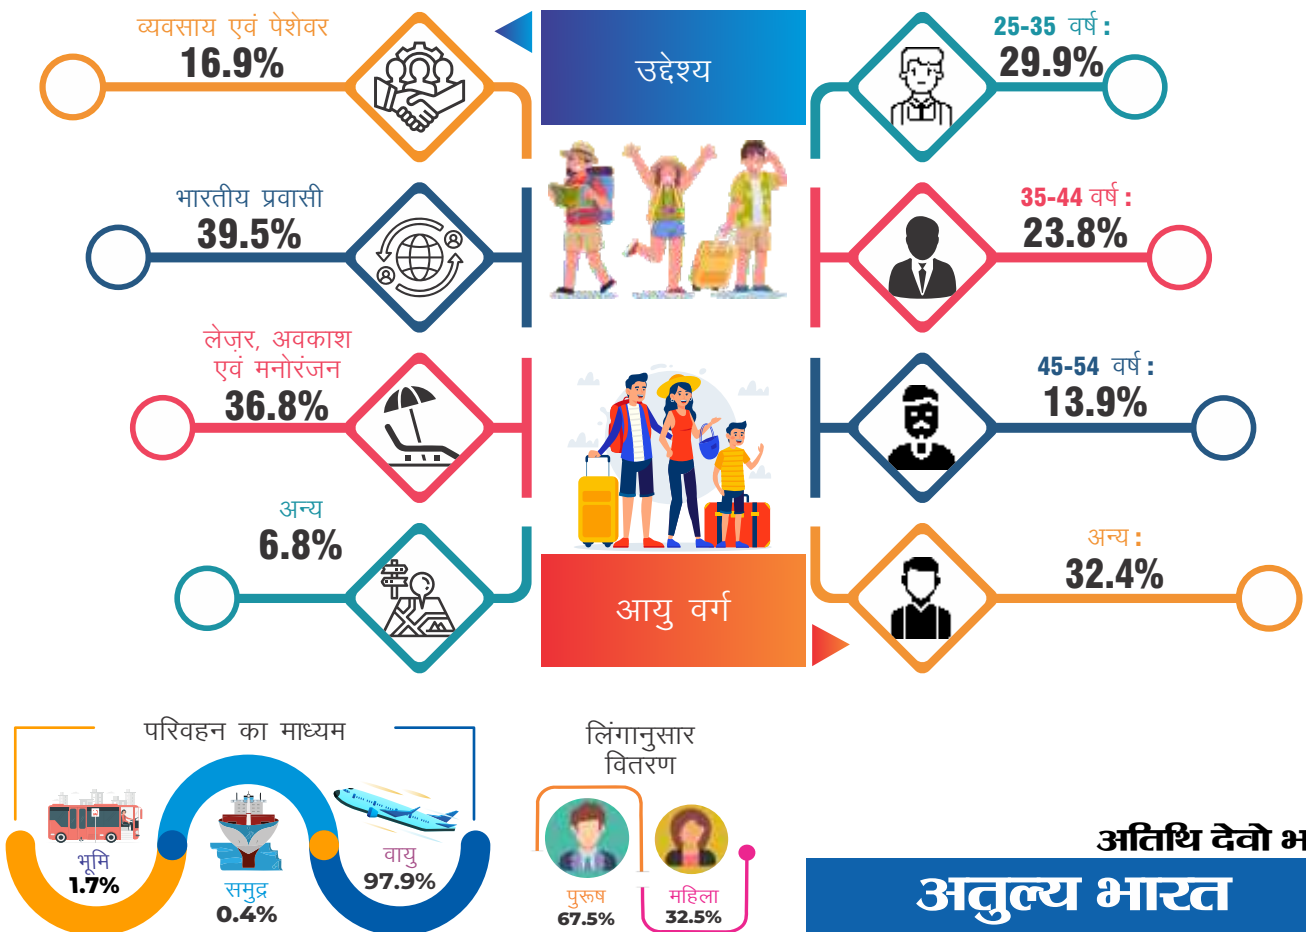 व्यवसाय एवं पेशेवर
16.9%
उद्देश्य
25-35 वर्ष :
29.9%
भारतीय प्रवासी
39.5%
35-44 वर्ष :
23.8%
लेज़र, अवकाश
एवं मनोरंजन
36.8%
45-54 वर्ष :
13.9%
अन्य
6.8%
आयु वर्ग
अन्य :
32.4%
परिवहन का माध्यम
भूमि
1.7%
समुद्र
0.4%
वायु
97.9%
लिंगानुसार
वितरण
पुरूष
67.5%
महिला
32.5%
अतिथि देवो भ
अतुल्य भारत